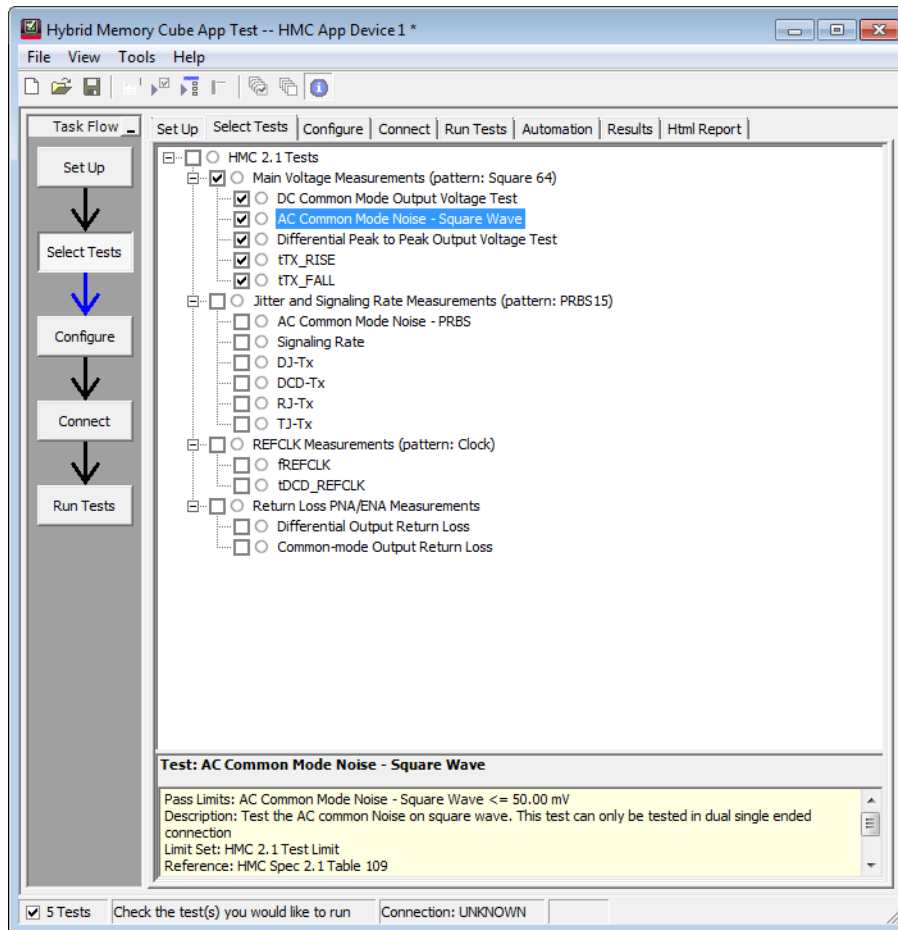 Hybrid Memory Cube App Test -- HMC App Device 1 *
File View Tools Help
Task Flow
Set Up
Select Tests
Configure
Connect
Run Tests
Set Up Select Tests Configure Connect Run Tests Automation Results Html Report
HMC 2.1 Tests
Main Voltage Measurements (pattern: Square 64)
DC Common Mode Output Voltage Test
AC Common Mode Noise - Square Wave
Differential Peak to Peak Output Voltage Test
tTX_RISE
tTX_FALL
Jitter and Signaling Rate Measurements (pattern: PRBS15)
AC Common Mode Noise - PRBS
Signaling Rate
DJ-Tx
DCD-Tx
RJ-Tx
TJ-Tx
REFCLK Measurements (pattern: Clock)
fREFCLK
tDCD_REFCLK
Return Loss PNA/ENA Measurements
Differential Output Return Loss
Common-mode Output Return Loss
Test: AC Common Mode Noise - Square Wave
Pass Limits: AC Common Mode Noise - Square Wave <= 50.00 mV
Description: Test the AC common Noise on square wave. This test can only be tested in dual single ended
connection
Limit Set: HMC 2.1 Test Limit
Reference: HMC Spec 2.1 Table 109
5 Tests Check the test(s) you would like to run Connection: UNKNOWN